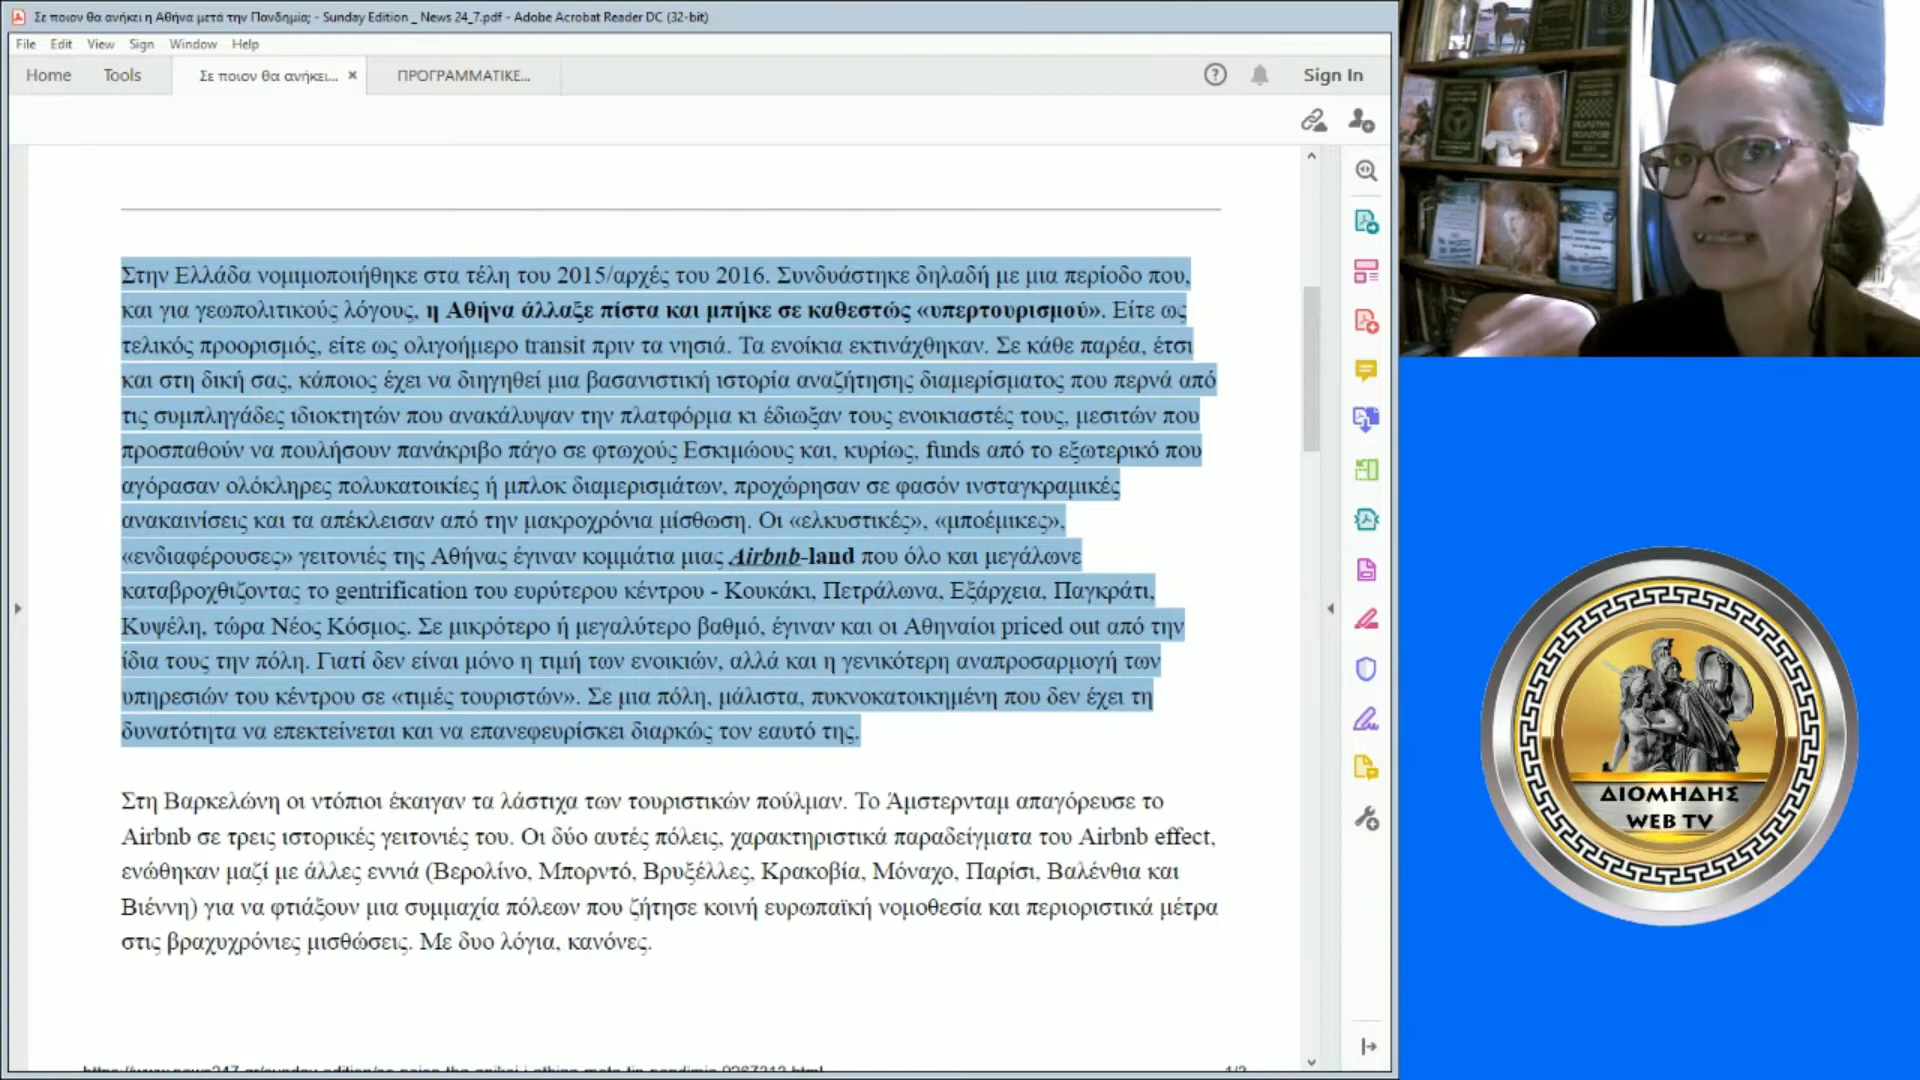 Σε ποιον θα ανήκει η Αθήνα μετά την Πανδημία; - Sunday Edition _ News 24_7.pdf - Adobe Acrobat Reader DC (32-bit)
File Edit View Sign Window Help
Home Tools Σε ποιον θα ανήκει... × ΠΡΟΓΡΑΜΜΑΤΙΚΕ... Sign In
Στην Ελλάδα νομιμοποιήθηκε στα τέλη του 2015/αρχές του 2016. Συνδυάστηκε δηλαδή με μια περίοδο που,
και για γεωπολιτικούς λόγους, η Αθήνα άλλαξε πίστα και μπήκε σε καθεστώς «υπερτουρισμού». Είτε ως
τελικός προορισμός, είτε ως ολιγοήμερο transit πριν τα νησιά. Τα ενοίκια εκτινάχθηκαν. Σε κάθε παρέα, έτσι
και στη δική σας, κάποιος έχει να διηγηθεί μια βασανιστική ιστορία αναζήτησης διαμερίσματος που περνά από
τις συμπληγάδες ιδιοκτητών που ανακάλυψαν την πλατφόρμα κι έδιωξαν τους ενοικιαστές τους, μεσιτών που
προσπαθούν να πουλήσουν πανάκριβο πάγο σε φτωχούς Εσκιμώους και, κυρίως, funds από το εξωτερικό που
αγόρασαν ολόκληρες πολυκατοικίες ή μπλοκ διαμερισμάτων, προχώρησαν σε φασόν ινσταγκραμικές
ανακαινίσεις και τα απέκλεισαν από την μακροχρόνια μίσθωση. Οι «ελκυστικές», «μποέμικες»,
«ενδιαφέρουσες» γειτονιές της Αθήνας έγιναν κομμάτια μιας Airbnb-land που όλο και μεγάλωνε
καταβροχθίζοντας το gentrification του ευρύτερου κέντρου - Κουκάκι, Πετράλωνα, Εξάρχεια, Παγκράτι,
Κυψέλη, τώρα Νέος Κόσμος. Σε μικρότερο ή μεγαλύτερο βαθμό, έγιναν και οι Αθηναίοι priced out από την
ίδια τους την πόλη. Γιατί δεν είναι μόνο η τιμή των ενοικιών, αλλά και η γενικότερη αναπροσαρμογή των
υπηρεσιών του κέντρου σε «τιμές τουριστών». Σε μια πόλη, μάλιστα, πυκνοκατοικημένη που δεν έχει τη
δυνατότητα να επεκτείνεται και να επανεφευρίσκει διαρκώς τον εαυτό της.
Στη Βαρκελώνη οι ντόπιοι έκαιγαν τα λάστιχα των τουριστικών πούλμαν. Το Άμστερνταμ απαγόρευσε το
Airbnb σε τρεις ιστορικές γειτονιές του. Οι δύο αυτές πόλεις, χαρακτηριστικά παραδείγματα του Airbnb effect,
ενώθηκαν μαζί με άλλες εννιά (Βερολίνο, Μπορντό, Βρυξέλλες, Κρακοβία, Μόναχο, Παρίσι, Βαλένθια και
Βιέννη) για να φτιάξουν μια συμμαχία πόλεων που ζήτησε κοινή ευρωπαϊκή νομοθεσία και περιοριστικά μέτρα
στις βραχυχρόνιες μισθώσεις. Με δυο λόγια, κανόνες.
ΔΙΟΜΗΔΗΣ
WEB TV